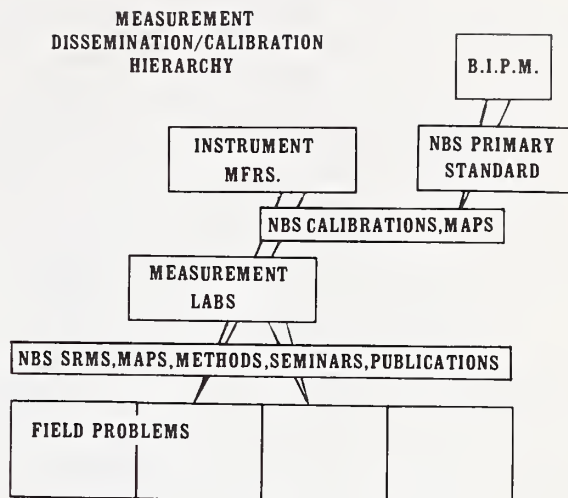 MEASUREMENT
DISSEMINATION/CALIBRATION
HIERARCHY
B.I.P.M.
INSTRUMENT
MFRS.
NBS PRIMARY
STANDARD
NBS CALIBRATIONS,MAPS
MEASUREMENT
LABS
NBS SRMS,MAPS,METHODS,SEMINARS,PUBLICATIONS
FIELD PROBLEMS